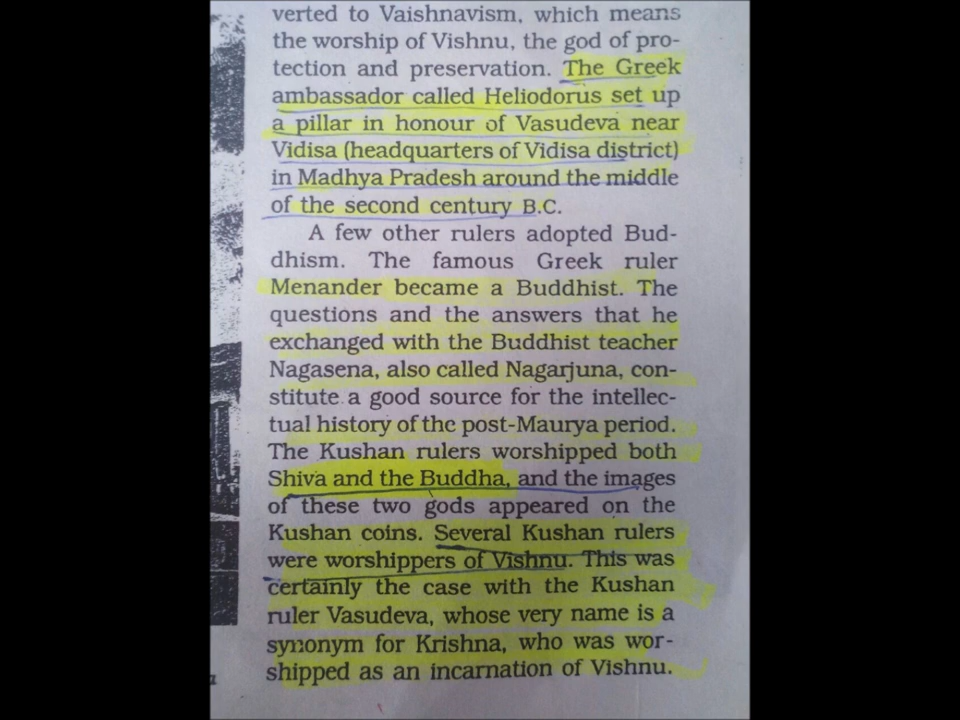 verted to Vaishnavism, which means
the worship of Vishnu, the god of pro-
tection and preservation. The Greek
ambassador called Heliodorus set up
a pillar in honour of Vasudeva near
Vidisa (headquarters of Vidisa district)
in Madhya Pradesh around the middle
of the second century B.C.
A few other rulers adopted Bud-
dhism. The famous Greek ruler
Menander became a Buddhist. The
questions and the answers that he
exchanged with the Buddhist teacher
Nagasena, also called Nagarjuna, con-
stitute a good source for the intellec-
tual history of the post-Maurya period.
The Kushan rulers worshipped both
Shiva and the Buddha, and the images
of these two gods appeared on the
Kushan coins. Several Kushan rulers
were worshippers of Vishnu. This was
certainly the case with the Kushan
ruler Vasudeva, whose very name is a
synonym for Krishna, who was wor-
shipped as an incarnation of Vishnu.